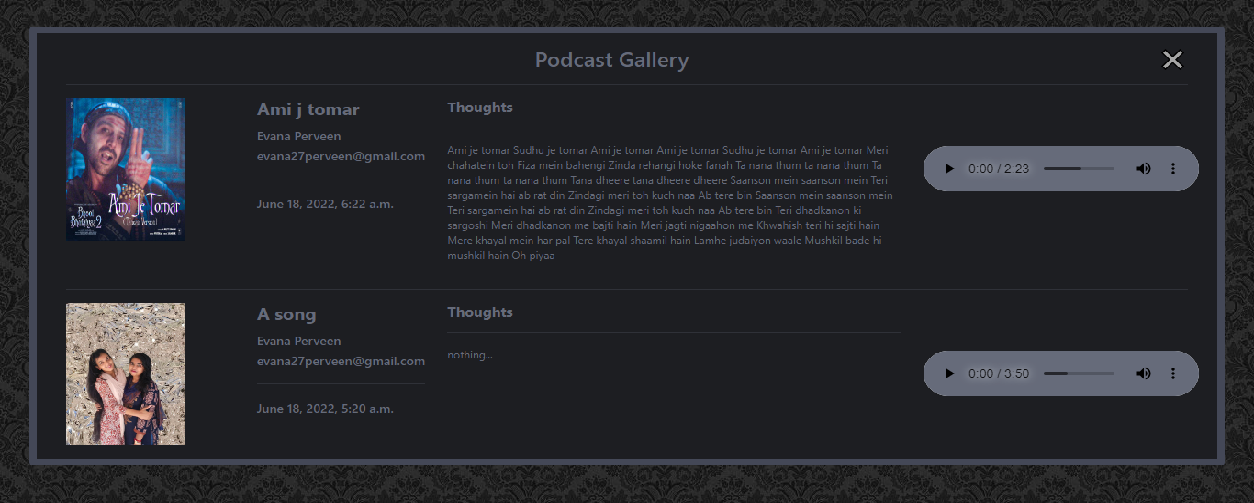 Podcast Gallery
Ami j tomar
Evana Perveen
evana27perveen@gmail.com
June 18, 2022, 6:22 a.m.
Bhool
Bhulaiyaa 2
Ami Je Tomar
Thoughts
Ami je tomar Sudhu je tomar Ami je tomar Ami je tomar Sudhu je tomar Ami je tomar Meri
chahatein toh Fiza mein bahengi Zinda rehangi hoke fanah Ta nana thum ta nana thum Ta
nana thum ta nana thum Tana dheere tana dheere dheere Saanson mein saanson mein Teri
sargamein hai ab rat din Zindagi meri toh kuch naa Ab tere bin Saanson mein saanson mein
Teri sargamein hai ab rat din Zindagi meri toh kuch naa Ab tere bin Teri dhadkanon ki
sargoshi Meri dhadkanon me bajti hain Meri jagti nigaahon me Khwahish teri hi sajti hain
Mere khayal mein har pal Tere khayal shaamil hain Lamhe judaiyon waale Mushkil bade hi
mushkil hain Oh piyaa
0:00 / 2:23
A song
Evana Perveen
evana27perveen@gmail.com
June 18, 2022, 5:20 a.m.
Thoughts
nothing...
0:00 / 3:50